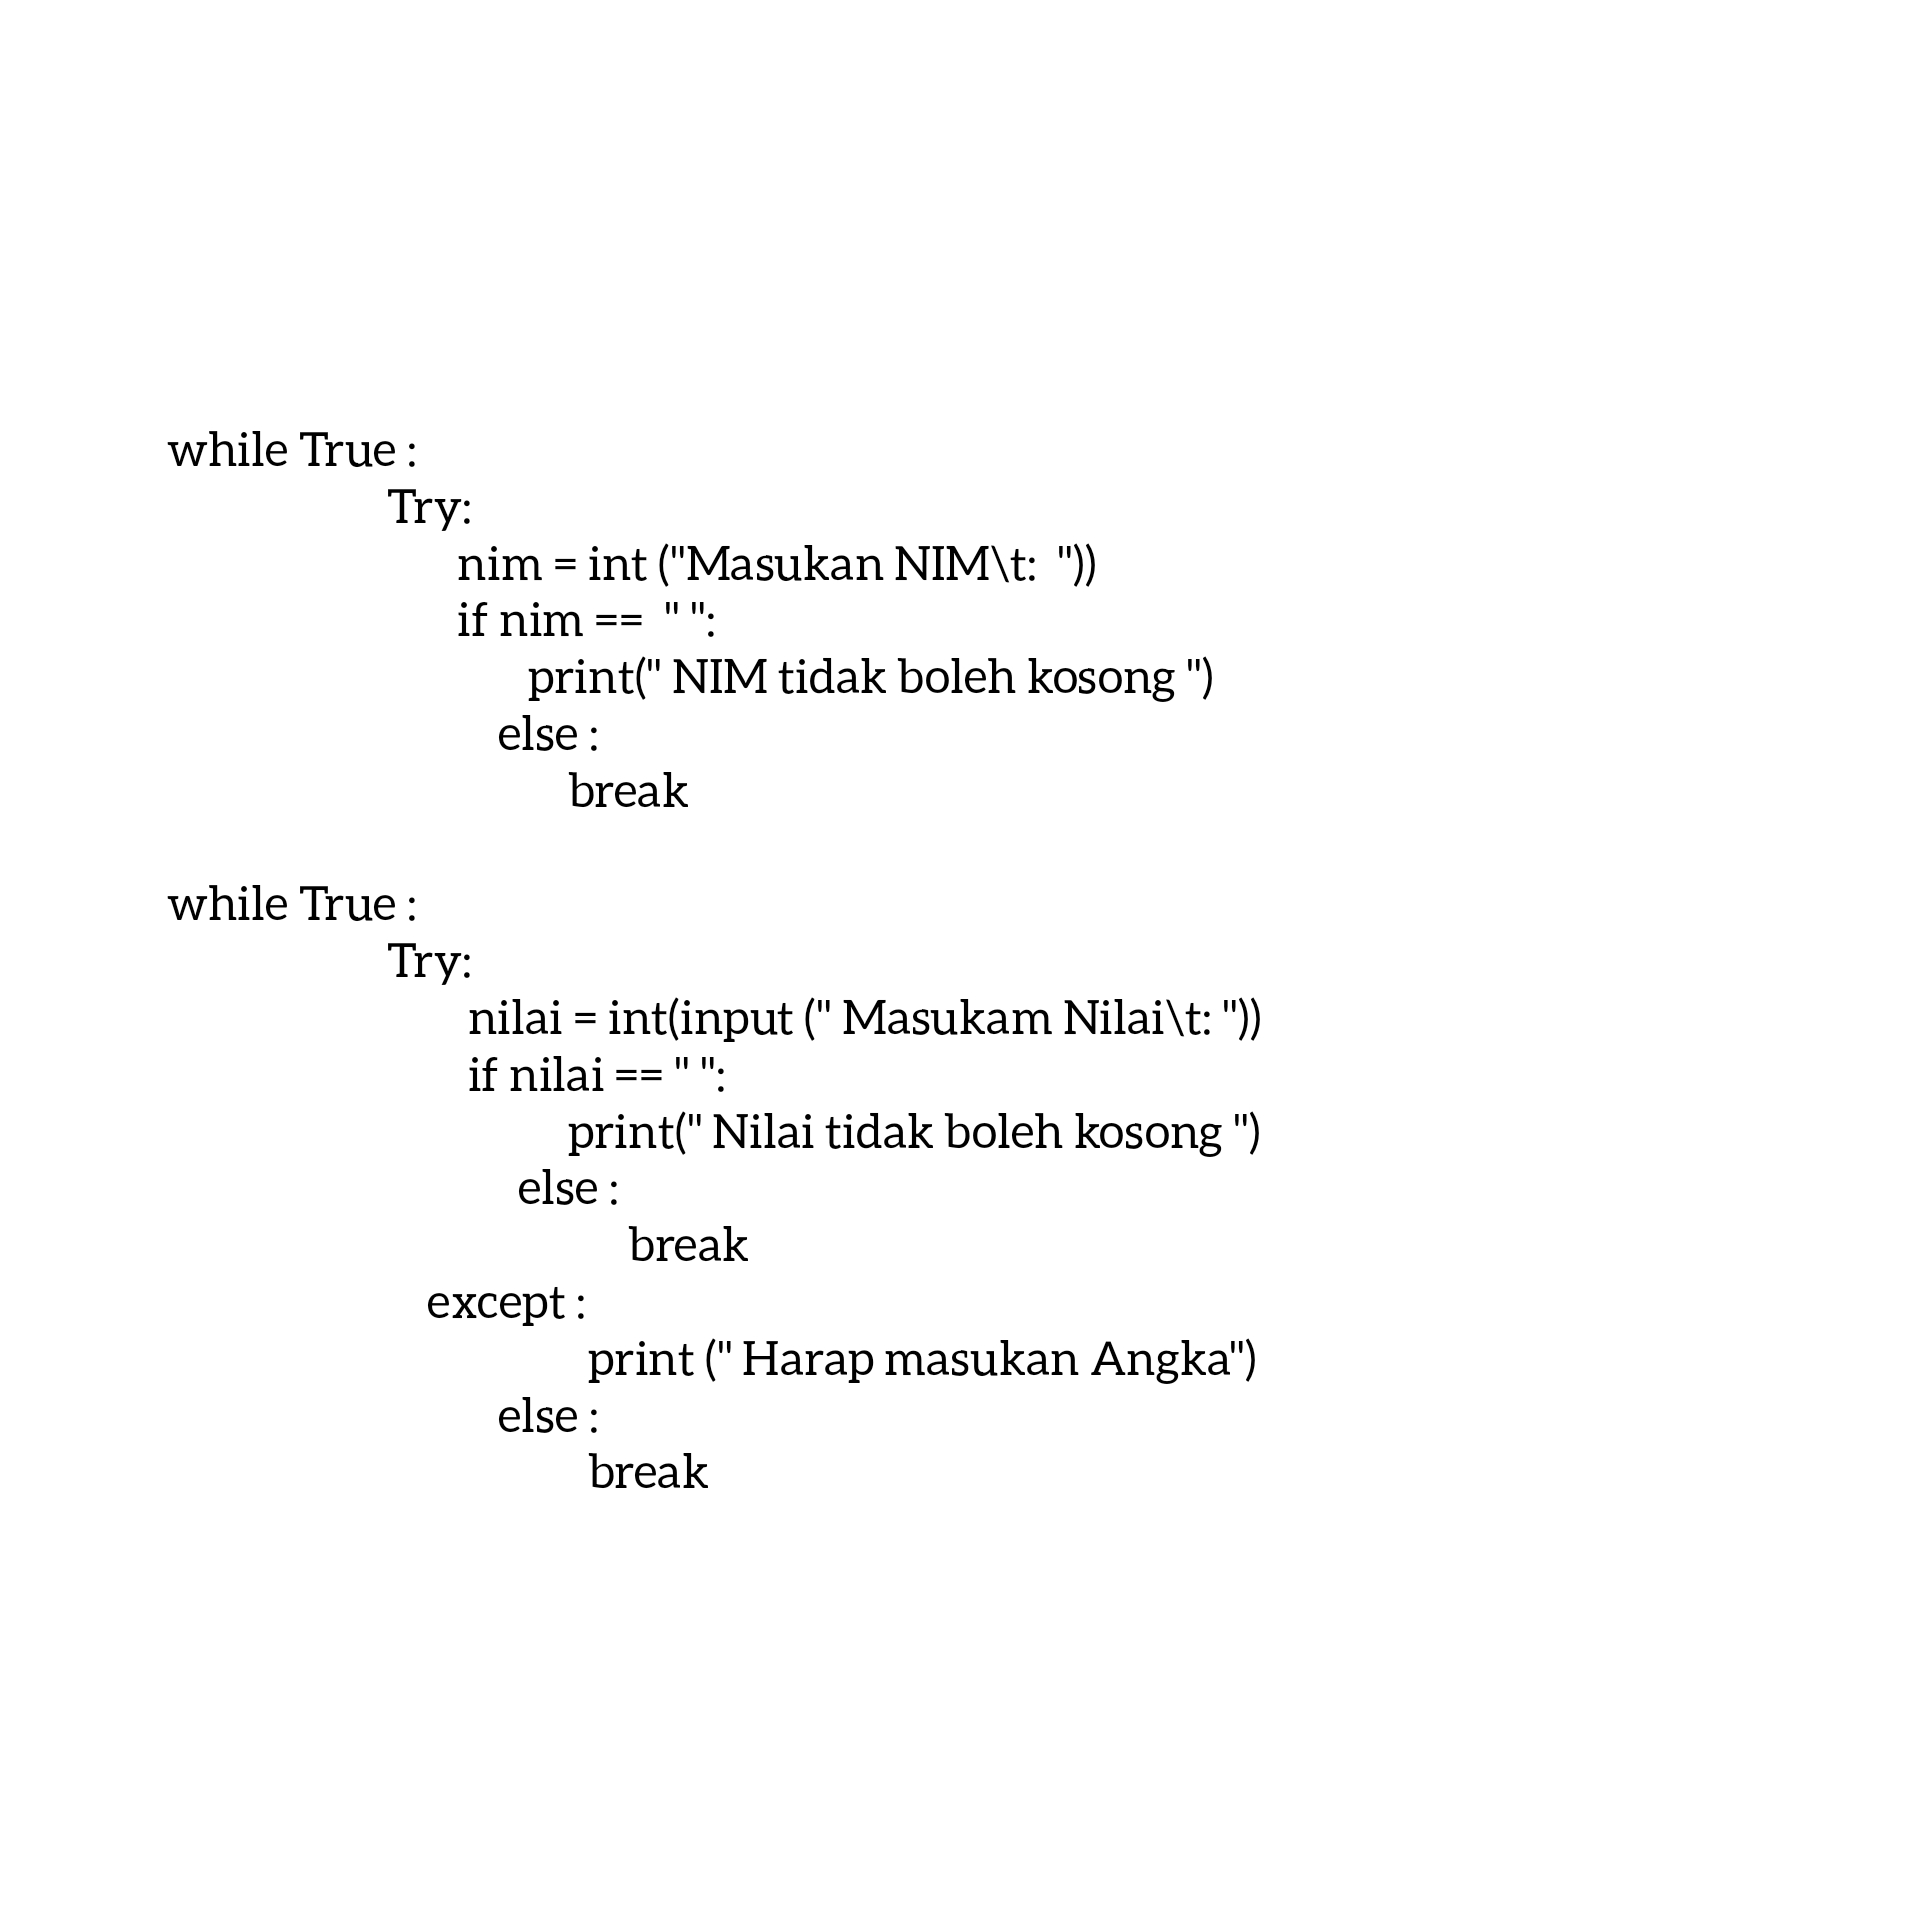 while True :
Try:
nim = int ("Masukan NIM\t:  "))
if nim ==  " ":
print(" NIM tidak boleh kosong ")
else :
break
while True :
Try:
nilai = int(input (" Masukam Nilai\t: "))
if nilai == " ":
print(" Nilai tidak boleh kosong ")
else :
break
except :
print (" Harap masukan Angka")
else :
break